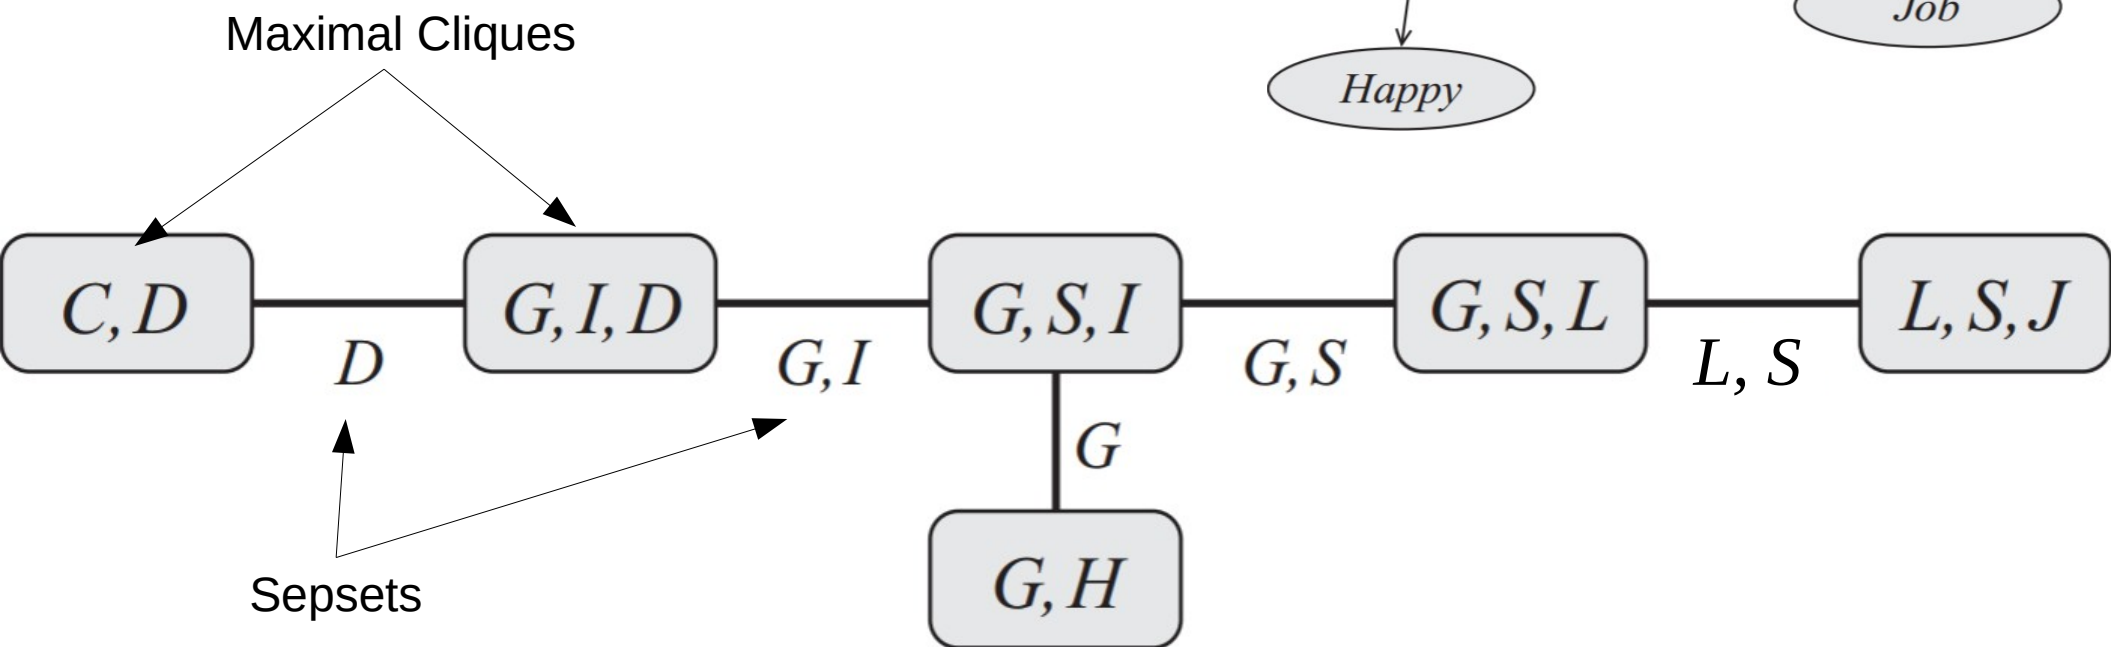 Job
Maximal Cliques
Happy
C, D
G, I, D
G, S, I
G, S, L
L, S, J
D
G, I
G, S
L, S
G
G, H
Sepsets